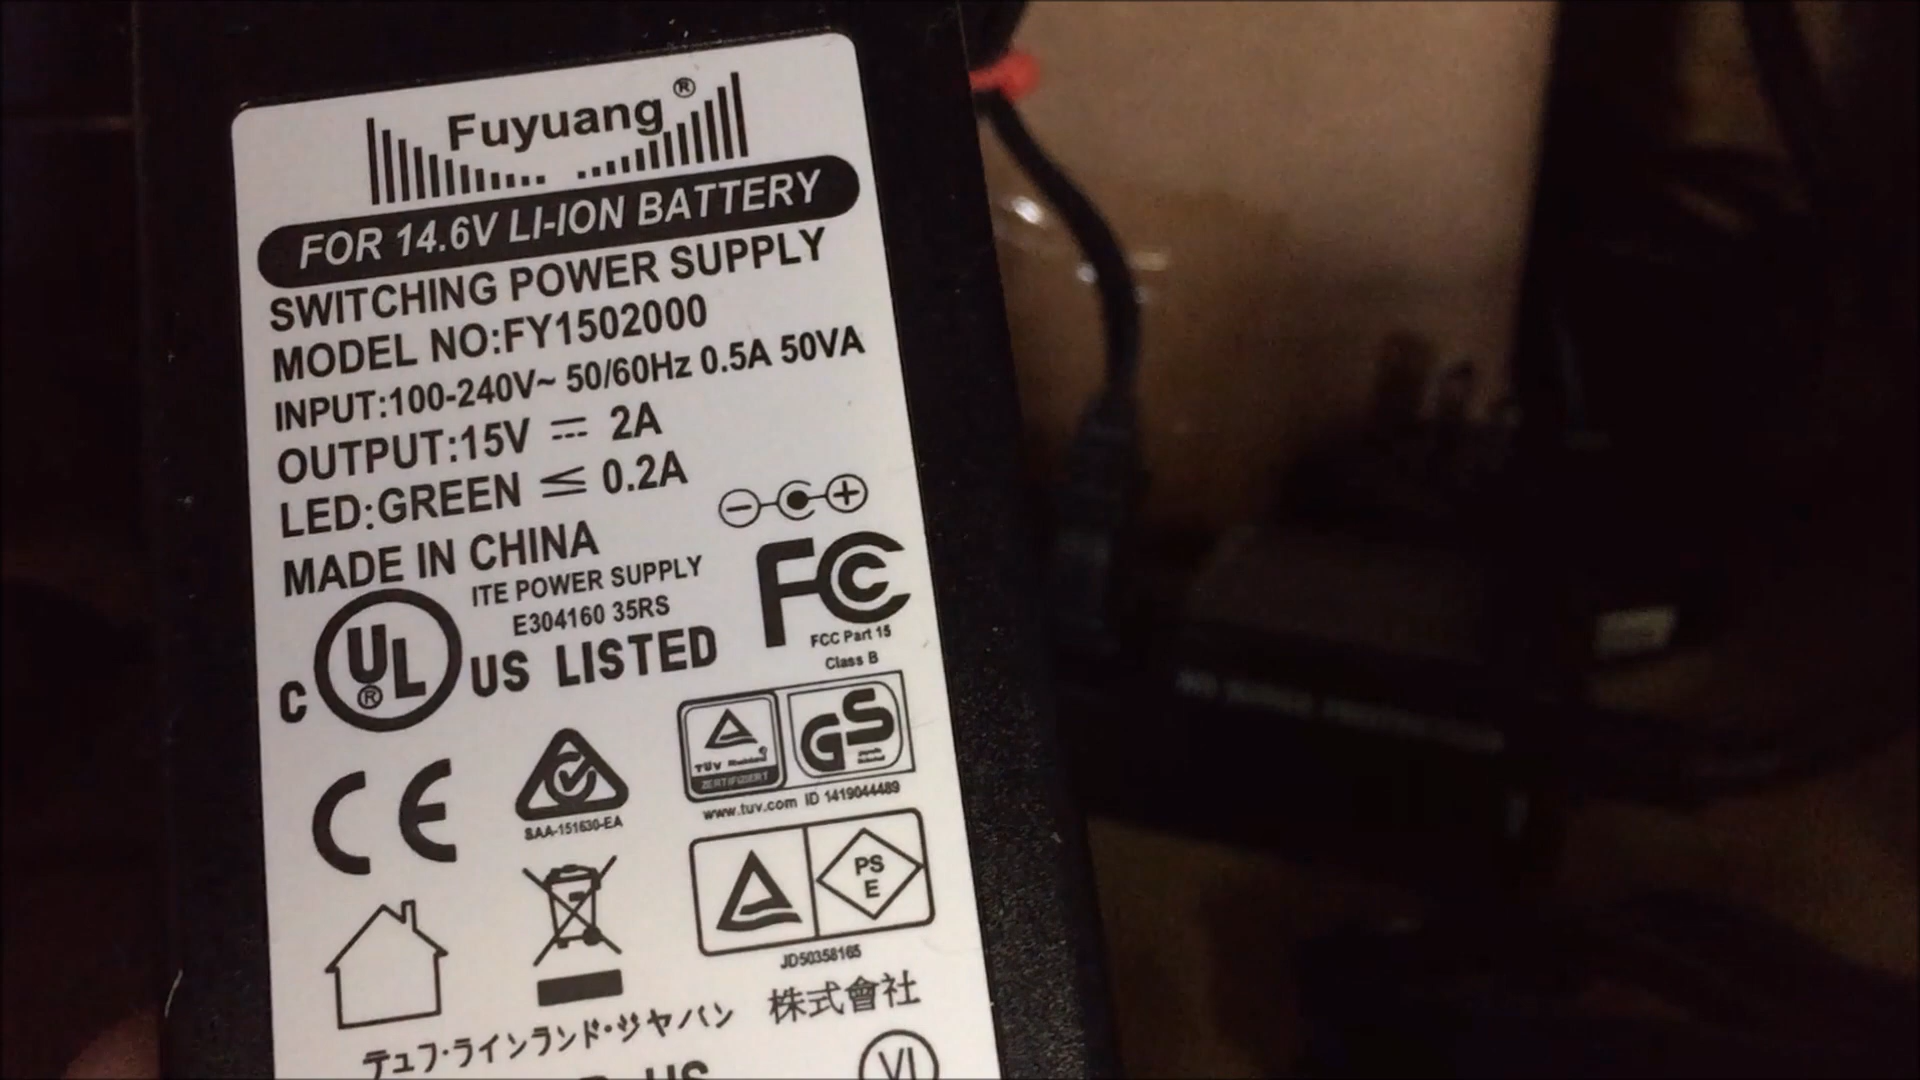 Fuyuang®
FOR 14.6V LI-ION BATTERY
SWITCHING POWER SUPPLY
MODEL NO:FY1502000
INPUT:100-240V~ 50/60Hz 0.5A 50VA
OUTPUT:15V ⎓ 2A
LED:GREEN ≤ 0.2A
MADE IN CHINA
ITE POWER SUPPLY
E304160 35RS
C UL® US LISTED
FC
FCC Part 15
Class B
CE
SAA-151630-EA
TÜV Rheinland
ZERTIFIZIERT
GS
www.tuv.com ID 1419044489
PS
E
JD50358165
テュフ・ラインランド・ジャパン 株式會社
VI